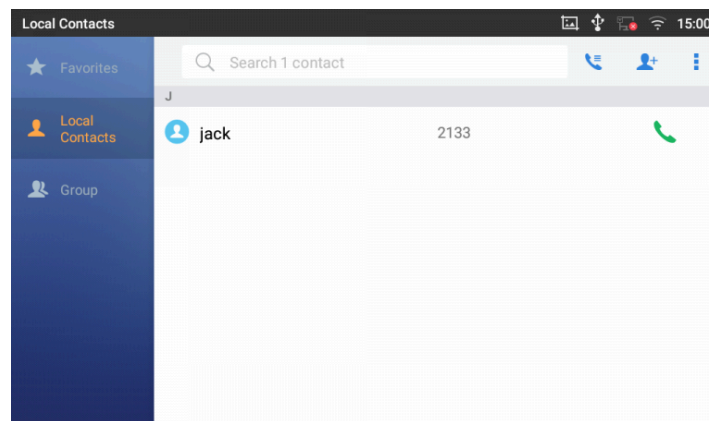 Local Contacts
15:00
Favorites
Search 1 contact
J
Local
Contacts
jack
2133
Group